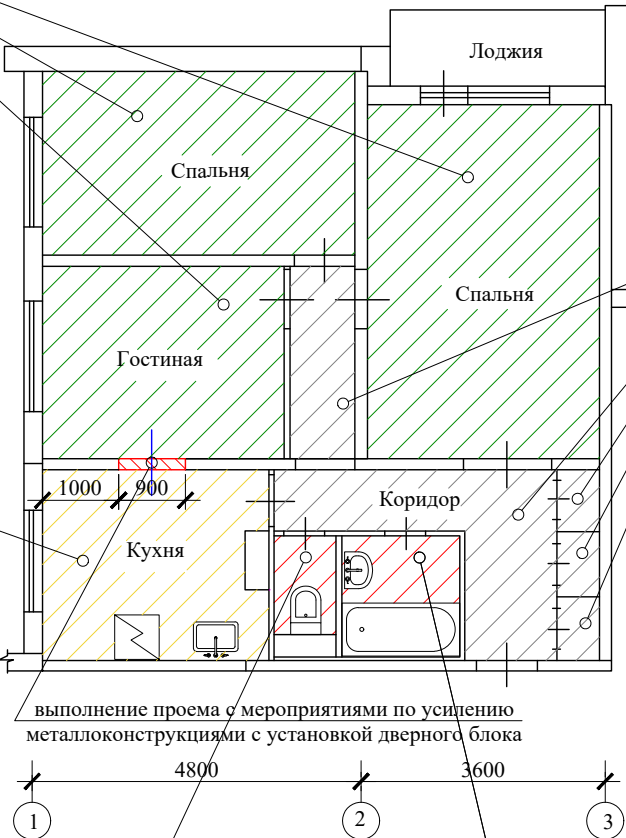 Лоджия
Спальня
Спальня
Гостиная
1000 900
Коридор
Кухня
выполнение проема с мероприятиями по усилению
металлоконструкциями с установкой дверного блока
4800 3600
1 2 3